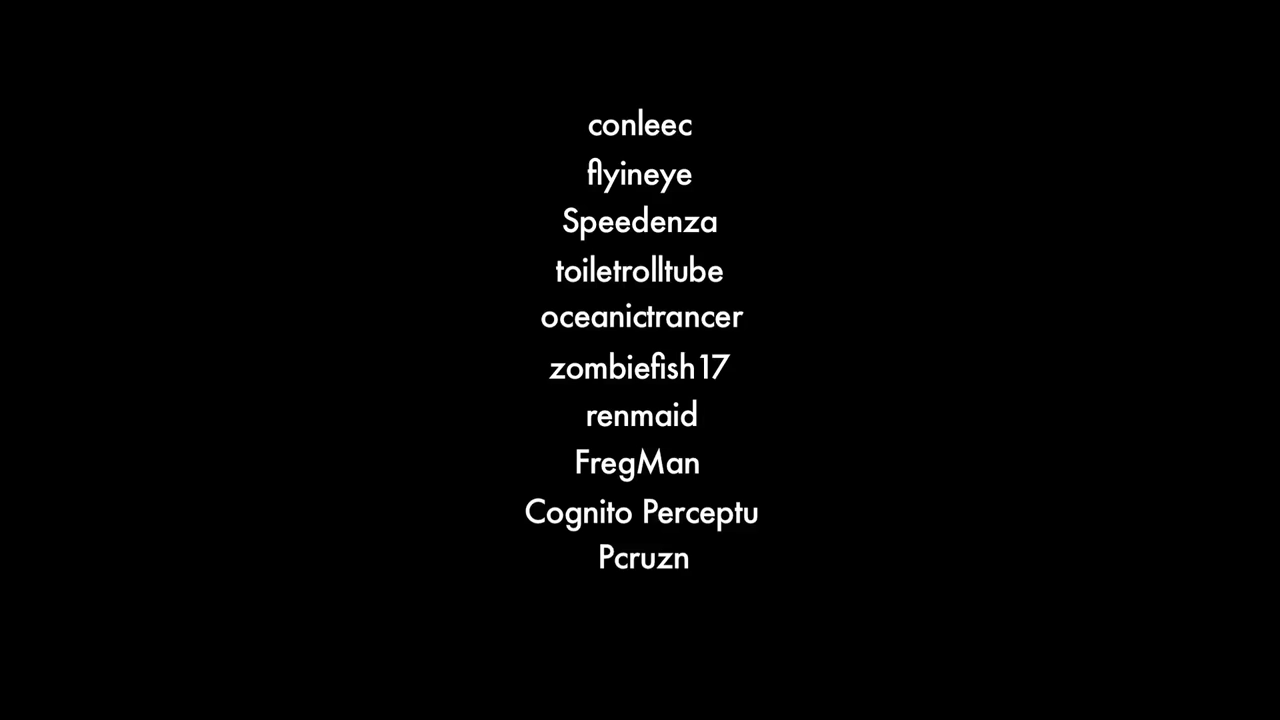 conleec
flyineye
Speedenza
toiletrolltube
oceanictrancer
zombiefish17
renmaid
FregMan
Cognito Perceptu
Pcruzn